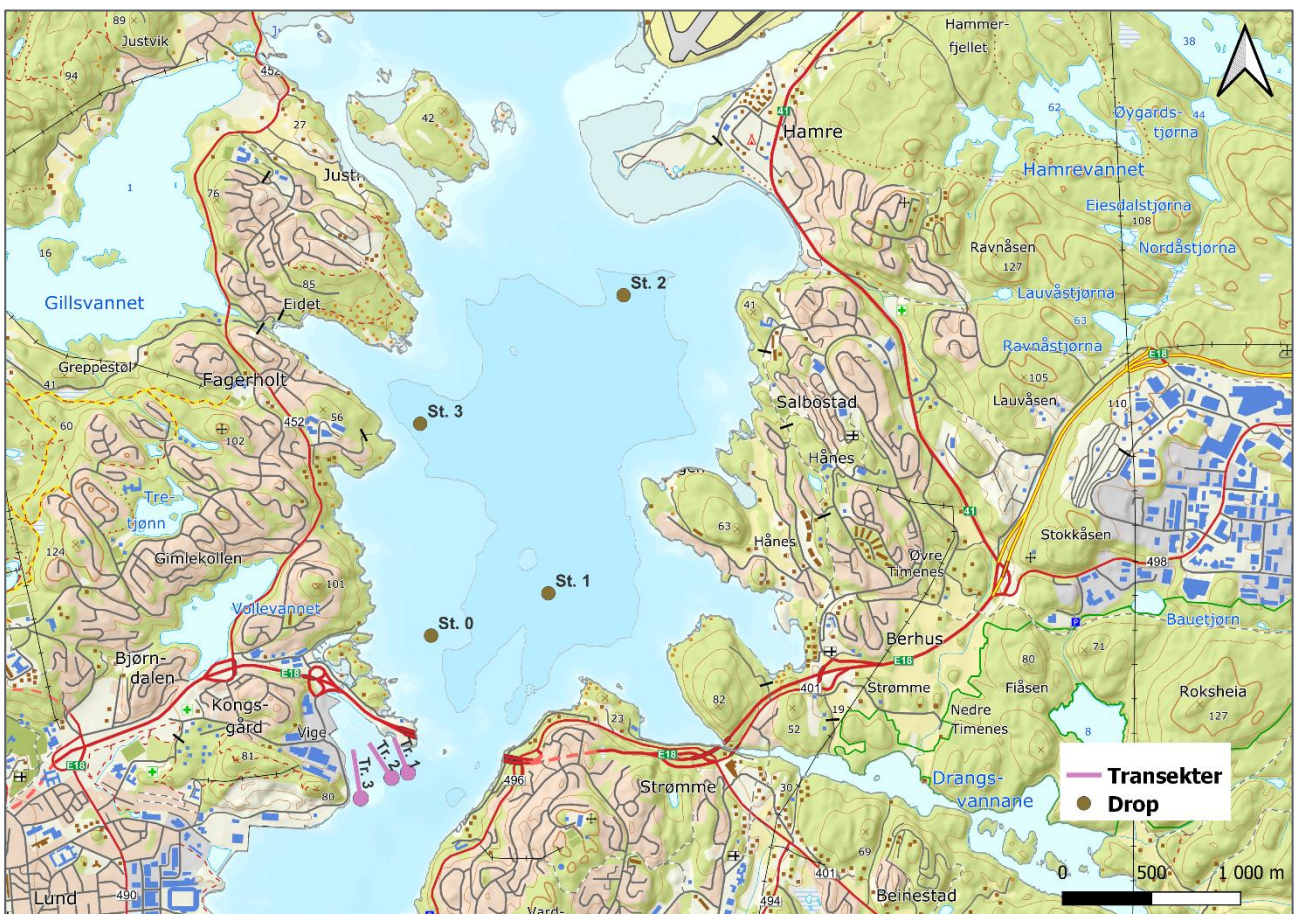 89
Justvik
94
452
27
42
1
76
Justn
85
16
Gillsvannet
Eidet
Greppestøl
41
Fagerholt
60
102
452
56
Tre-
tjønn
124
Gimlekollen
101
Vollevannet
Bjørn-
dalen
E18
Kongs-
gård
Vige
81
80
E18
Lund
490
Tr. 1
Tr. 2
Tr. 3
St. 0
St. 1
St. 2
St. 3
Hammer-
fjellet
38
41
Hamre
62
Øygards-
tjørna
44
Hamrevannet
Eiesdalstjørna
108
Nordåstjørna
Ravnåsen
127
Lauvåstjørna
63
Ravnåstjørna
41
E18
105
Lauvåsen
110
Salbostad
Hånes
63
Hånes
41
Øvre
Timenes
Stokkåsen
498
Bauetjørn
Berhus
E18
P
71
80
82
401
Strømme
Fiåsen
Roksheia
127
52
19
Nedre
Timenes
8
23
E18
496
Strømme
30
Drangs-
vannane
69
401
Beinestad
494
Vard-
Transekter
Drop
0 500 1 000 m